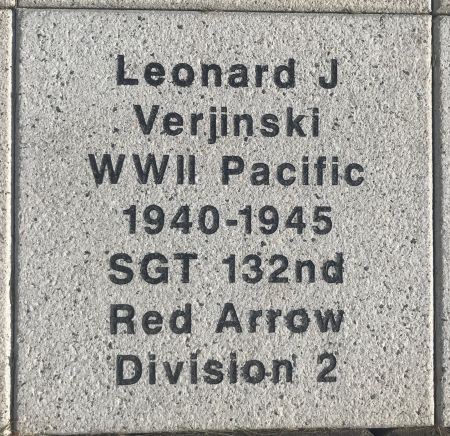 Leonard J
Verjinski
WWII Pacific
1940-1945
SGT 132nd
Red Arrow
Division 2